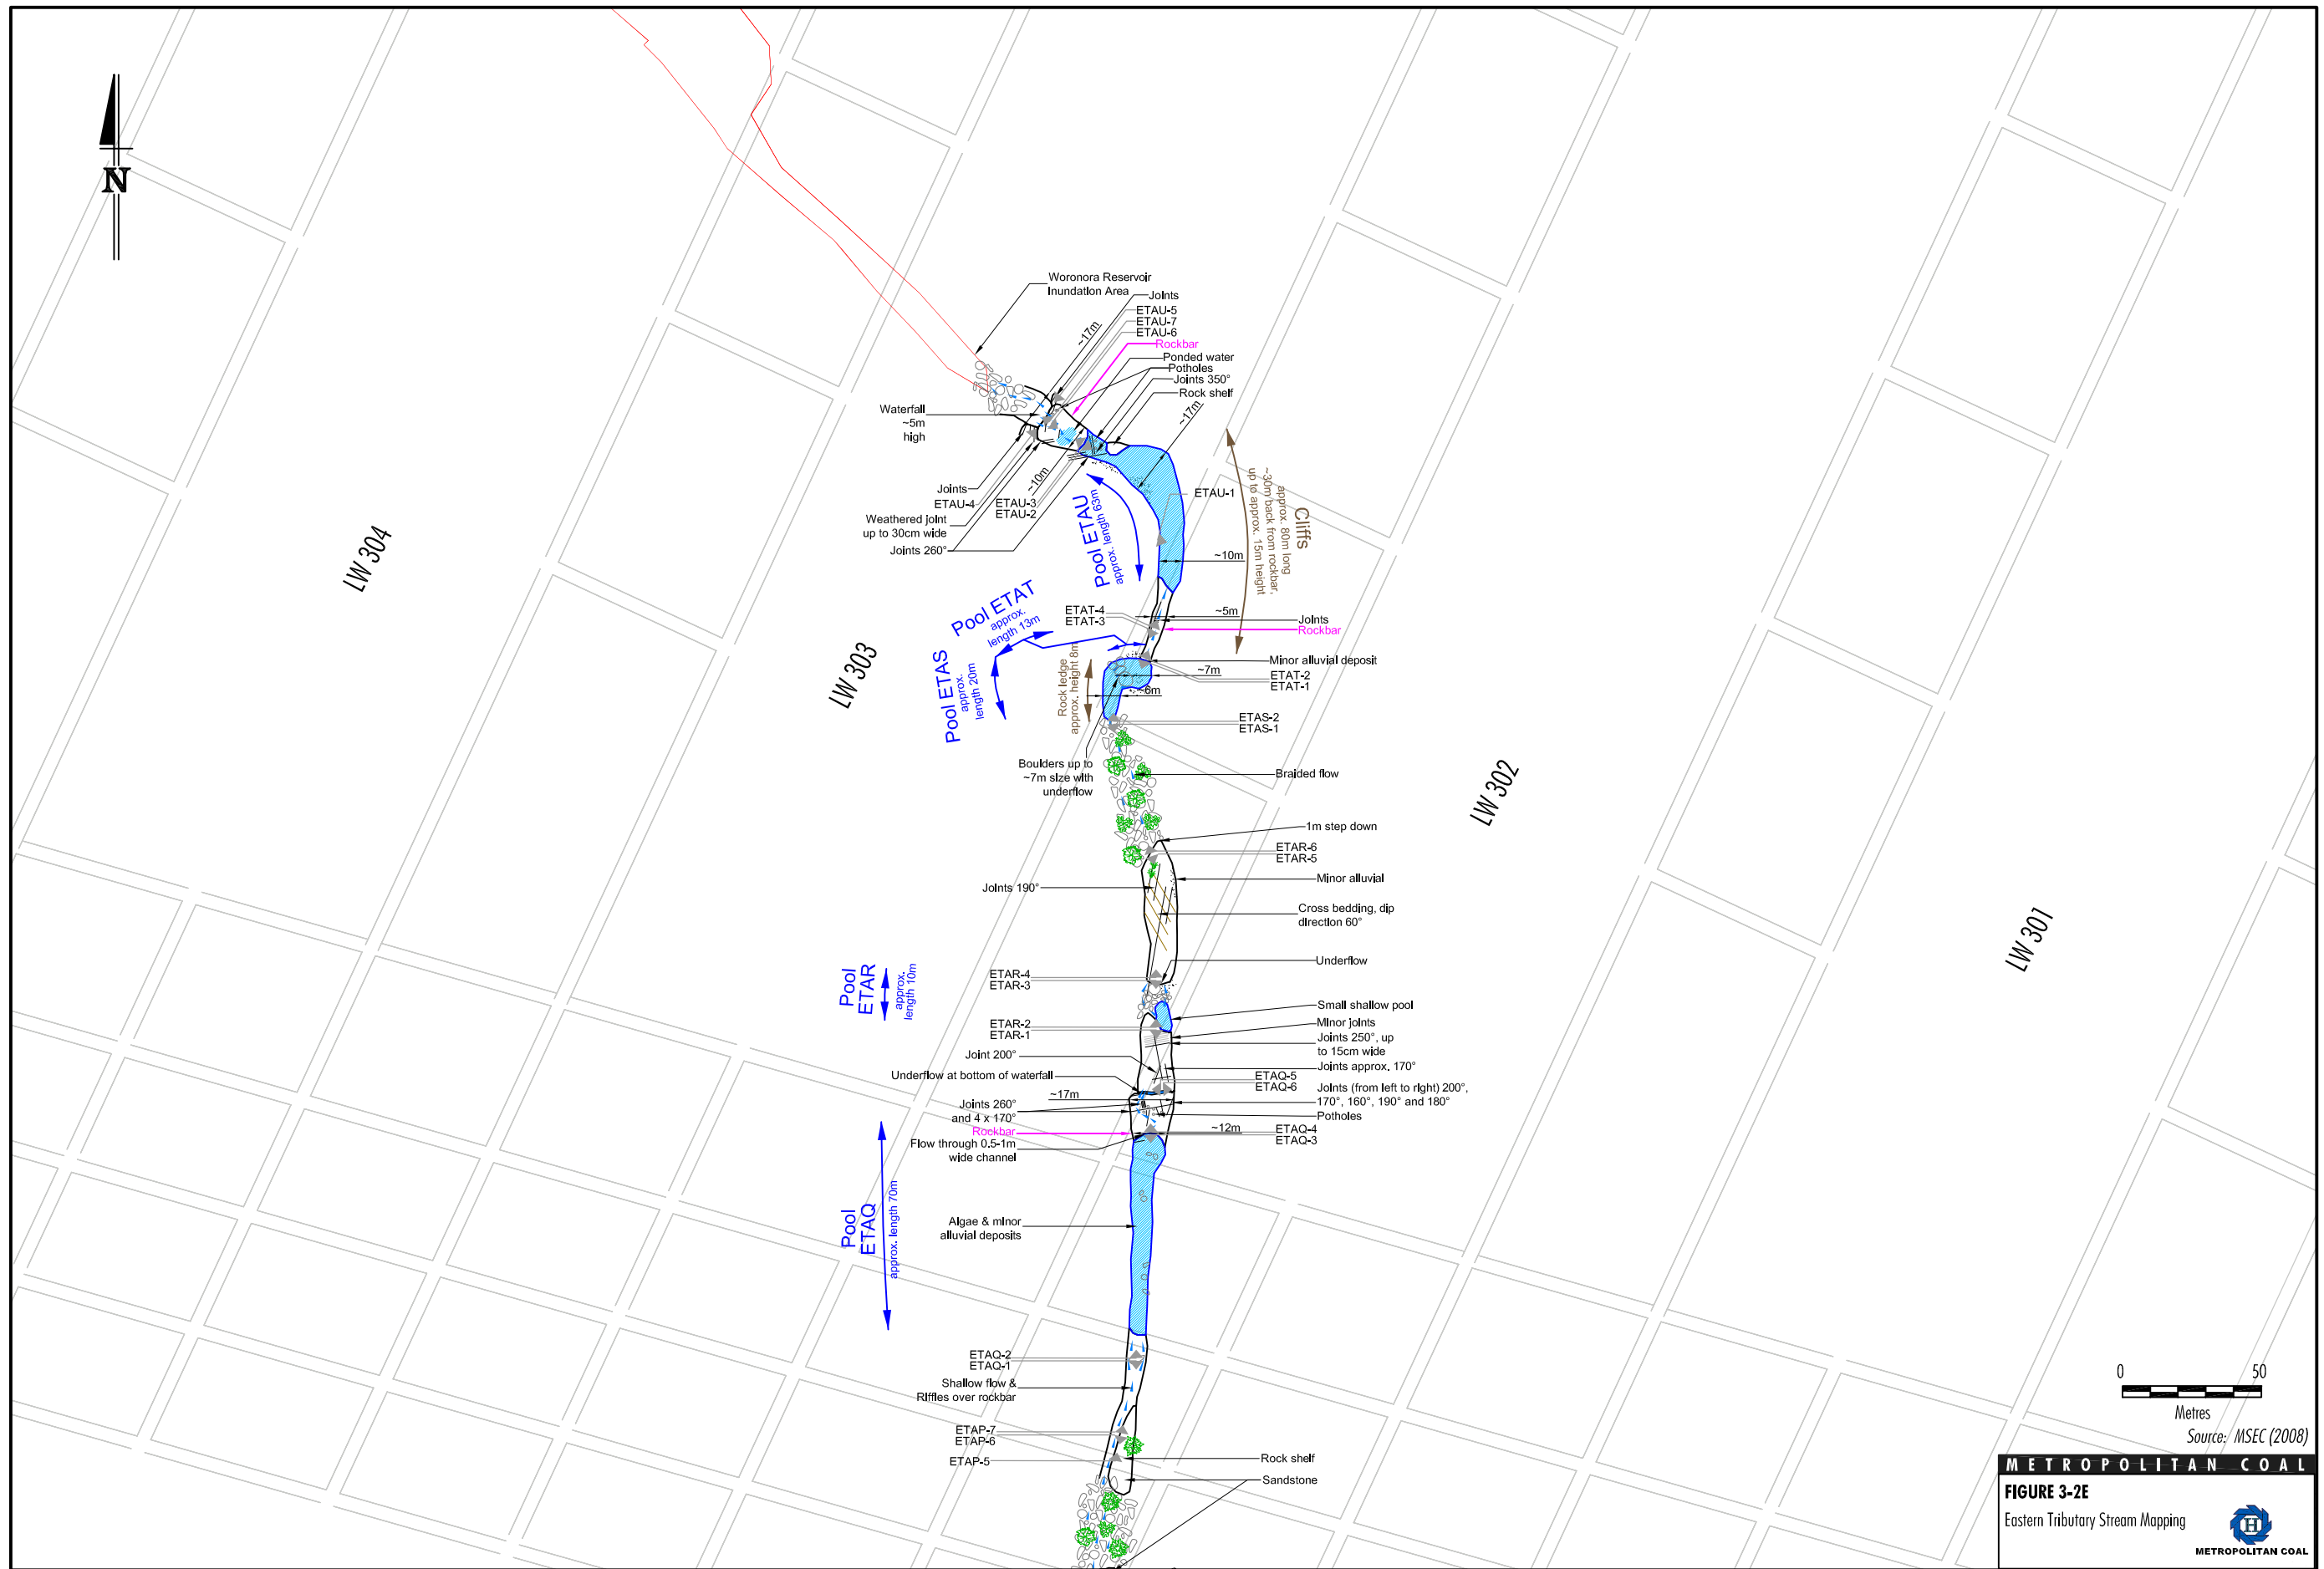 N
Woronora Reservoir
Inundation Area
Joints
ETAU-5
ETAU-7
ETAU-6
Rockbar
~17m
Ponded water
Potholes
Joints 350°
Rock shelf
~17m
Waterfall
~5m
high
Joints
ETAU-4
~10m
ETAU-3
ETAU-2
Weathered joint
up to 30cm wide
Joints 260°
Pool ETAU
approx. length 63m
ETAU-1
~10m
Cliffs
approx. 80m long
~30m back from rockbar,
up to approx. 15m height
LW 304
LW 303
LW 302
LW 301
Pool ETAT
approx.
length 13m
ETAT-4
ETAT-3
~5m
Joints
Rockbar
Pool ETAS
approx.
length 20m
Rock ledge
approx. height 8m
Minor alluvial deposit
~7m
ETAT-2
ETAT-1
~6m
ETAS-2
ETAS-1
Boulders up to
~7m size with
underflow
Braided flow
1m step down
ETAR-6
ETAR-5
Joints 190°
Minor alluvial
Cross bedding, dip
direction 60°
Underflow
Pool
ETAR
approx.
length 10m
ETAR-4
ETAR-3
Small shallow pool
ETAR-2
ETAR-1
Minor joints
Joints 250°, up
to 15cm wide
Joint 200°
Joints approx. 170°
Underflow at bottom of waterfall
ETAQ-5
ETAQ-6
~17m
Joints (from left to right) 200°,
170°, 160°, 190° and 180°
Joints 260°
and 4 x 170°
Potholes
Rockbar
~12m
ETAQ-4
ETAQ-3
Flow through 0.5-1m
wide channel
Pool
ETAQ
approx. length 70m
Algae & minor
alluvial deposits
ETAQ-2
ETAQ-1
Shallow flow &
Riffles over rockbar
ETAP-7
ETAP-6
ETAP-5
Rock shelf
Sandstone
0 50
Metres
Source: MSEC (2008)
METROPOLITAN COAL
FIGURE 3-2E
Eastern Tributary Stream Mapping
H
METROPOLITAN COAL